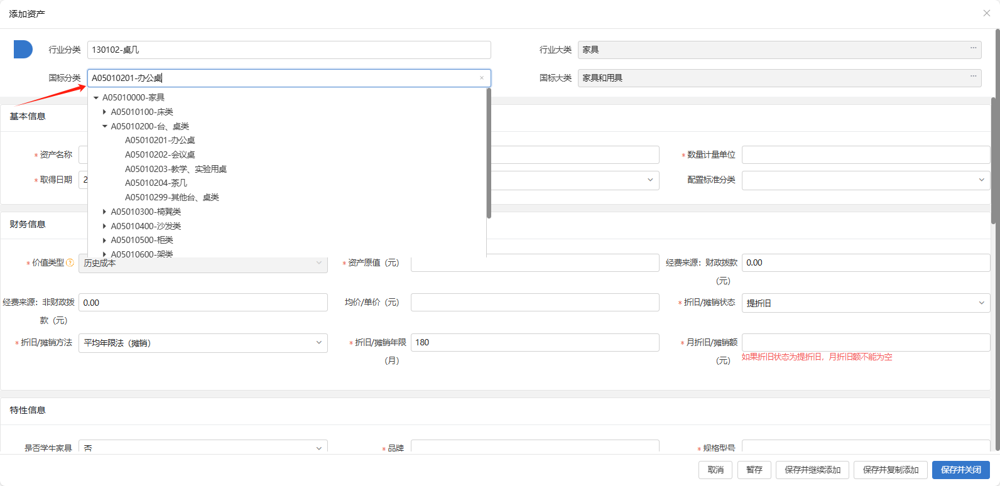 添加资产
行业分类 130102-桌几 行业大类 家具 ...
国标分类 A05010201-办公桌 × 国标大类 家具和用具 ...
A05010000-家具
A05010100-床类
基本信息
A05010200-台、桌类
A05010201-办公桌
* 资产名称 A05010202-会议桌 * 数量计量单位
A05010203-教学、实验用桌
* 取得日期 2 A05010204-茶几 配置标准分类
A05010299-其他台、桌类
A05010300-椅凳类
财务信息 A05010400-沙发类
A05010500-柜类
A05010600-架类
* 价值类型 ? 历史成本 * 资产原值（元） 经费来源：财政拨款（元） 0.00
经费来源：非财政拨款（元） 0.00 均价/单价（元） * 折旧/摊销状态 提折旧
* 折旧/摊销方法 平均年限法（摊销） * 折旧/摊销年限（月） 180 * 月折旧/摊销额（元）
如果折旧状态为提折旧，月折旧额不能为空
特性信息
是否学生家具 否 * 品牌 * 规格型号
取消 暂存 保存并继续添加 保存并复制添加 保存并关闭